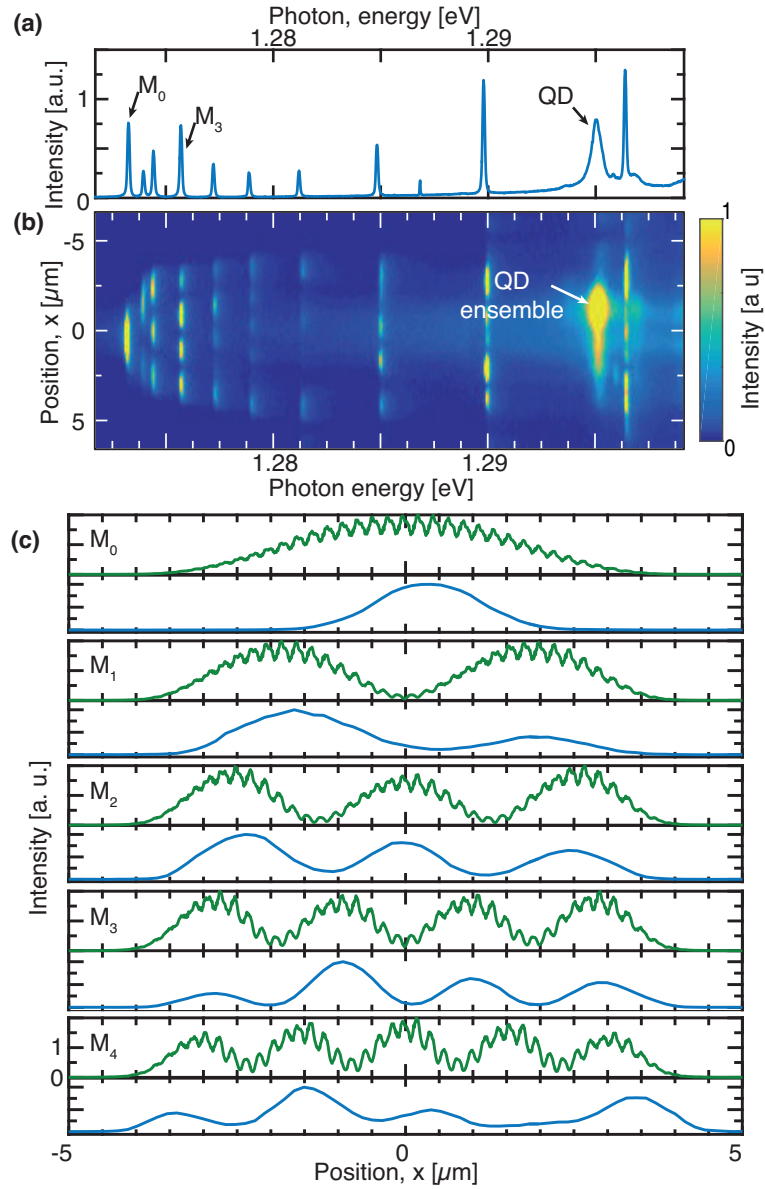 (a)
Photon, energy [eV]
1.28
1.29
Intensity [a.u.]
1
0
M0
M3
QD
(b)
Position, x [µm]
-5
0
5
QD
ensemble
1
0
Intensity [a u]
1.28
1.29
Photon energy [eV]
(c)
Intensity [a. u.]
M0
M1
M2
M3
M4
1
0
-5
0
5
Position, x [µm]